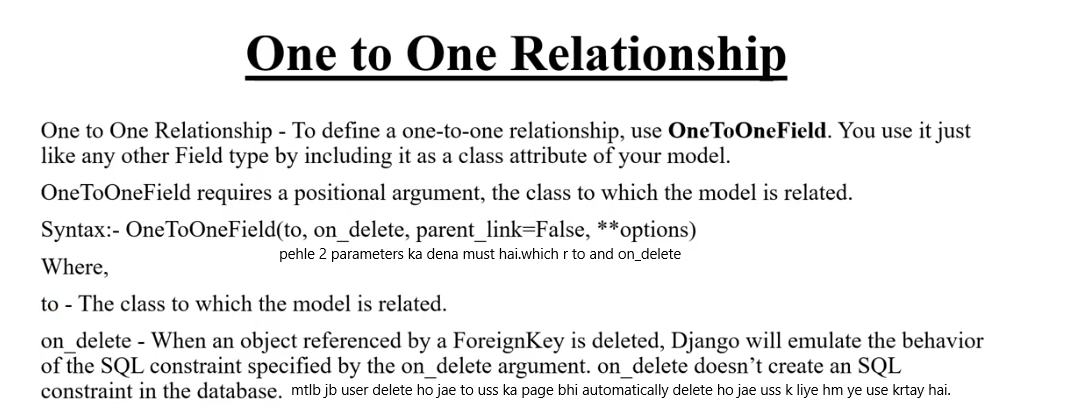 One to One Relationship
One to One Relationship - To define a one-to-one relationship, use OneToOneField. You use it just
like any other Field type by including it as a class attribute of your model.
OneToOneField requires a positional argument, the class to which the model is related.
Syntax:- OneToOneField(to, on_delete, parent_link=False, **options)
pehle 2 parameters ka dena must hai.which r to and on_delete
Where,
to - The class to which the model is related.
on_delete - When an object referenced by a ForeignKey is deleted, Django will emulate the behavior
of the SQL constraint specified by the on_delete argument. on_delete doesn’t create an SQL
constraint in the database. mtlb jb user delete ho jae to uss ka page bhi automatically delete ho jae uss k liye hm ye use krtay hai.